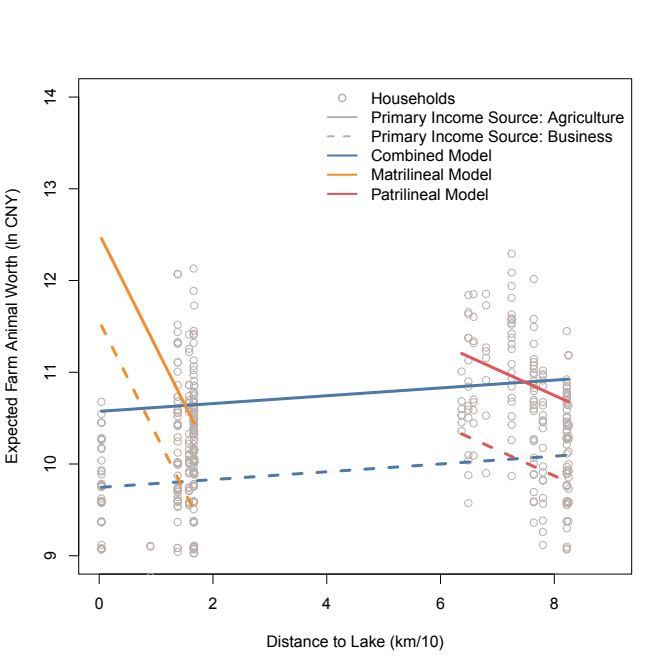 Households
Primary Income Source: Agriculture
Primary Income Source: Business
Combined Model
Matrilineal Model
Patrilineal Model
Expected Farm Animal Worth (ln CNY)
14
13
12
11
10
9
0 2 4 6 8
Distance to Lake (km/10)